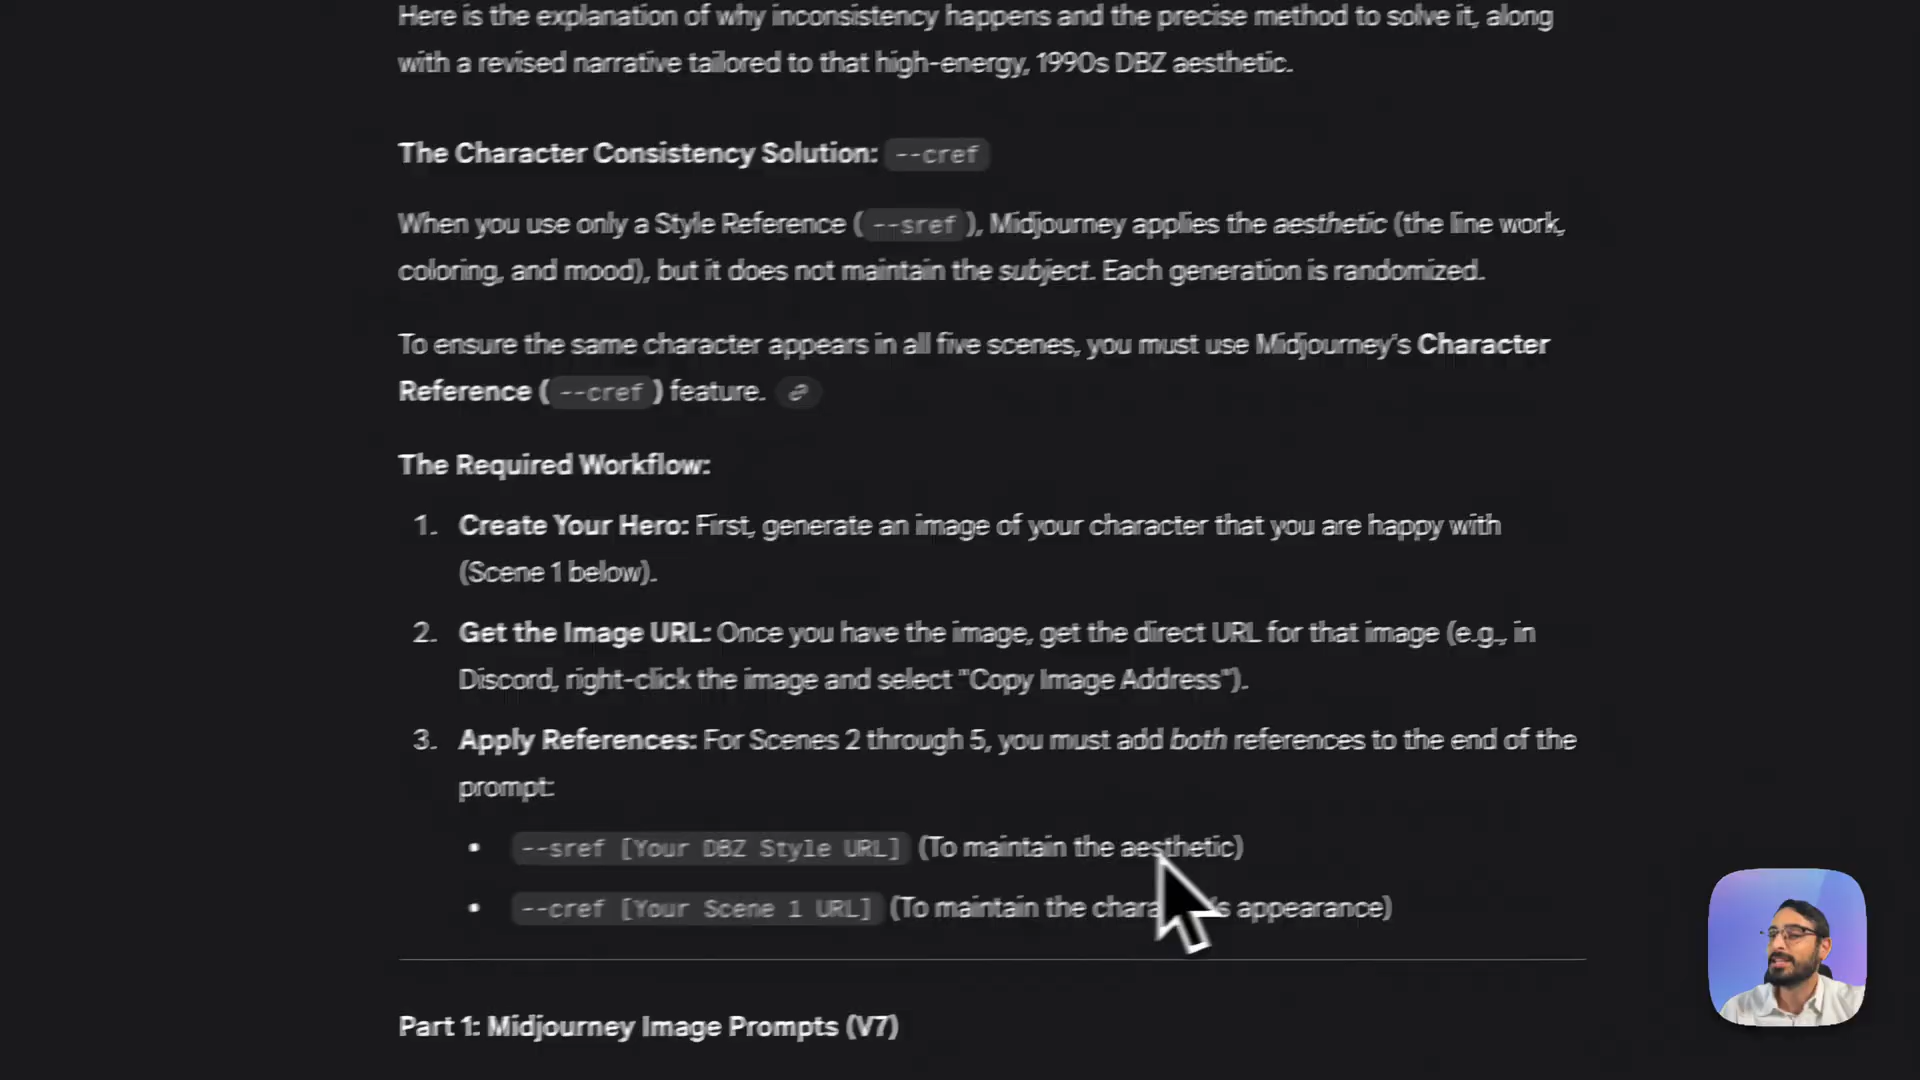 Here is the explanation of why inconsistency happens and the precise method to solve it, along
with a revised narrative tailored to that high-energy, 1990s DBZ aesthetic.
The Character Consistency Solution: --cref
When you use only a Style Reference ( --sref ), Midjourney applies the aesthetic (the line work,
coloring, and mood), but it does not maintain the subject. Each generation is randomized.
To ensure the same character appears in all five scenes, you must use Midjourney's Character
Reference ( --cref ) feature.
The Required Workflow:
1. Create Your Hero: First, generate an image of your character that you are happy with
(Scene 1 below).
2. Get the Image URL: Once you have the image, get the direct URL for that image (e.g., in
Discord, right-click the image and select "Copy Image Address").
3. Apply References: For Scenes 2 through 5, you must add both references to the end of the
prompt:
• --sref [Your DBZ Style URL] (To maintain the aesthetic)
• --cref [Your Scene 1 URL] (To maintain the appearance)
Part 1: Midjourney Image Prompts (V7)